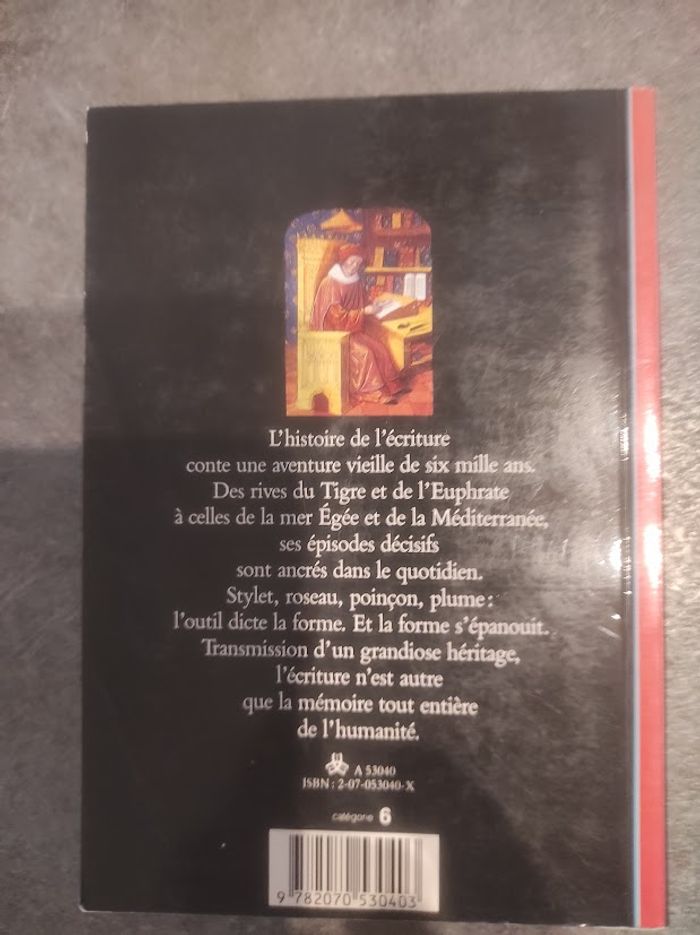 L'histoire de l'écriture
conte une aventure vieille de six mille ans.
Des rives du Tigre et de l'Euphrate
à celles de la mer Égée et de la Méditerranée,
ses épisodes décisifs
sont ancrés dans le quotidien.
Stylet, roseau, poinçon, plume :
l'outil dicte la forme. Et la forme s'épanouit.
Transmission d'un grandiose héritage,
l'écriture n'est autre
que la mémoire tout entière
de l'humanité.
A 53040
ISBN : 2-07-053040-X
catégorie 6
9 782070 530403